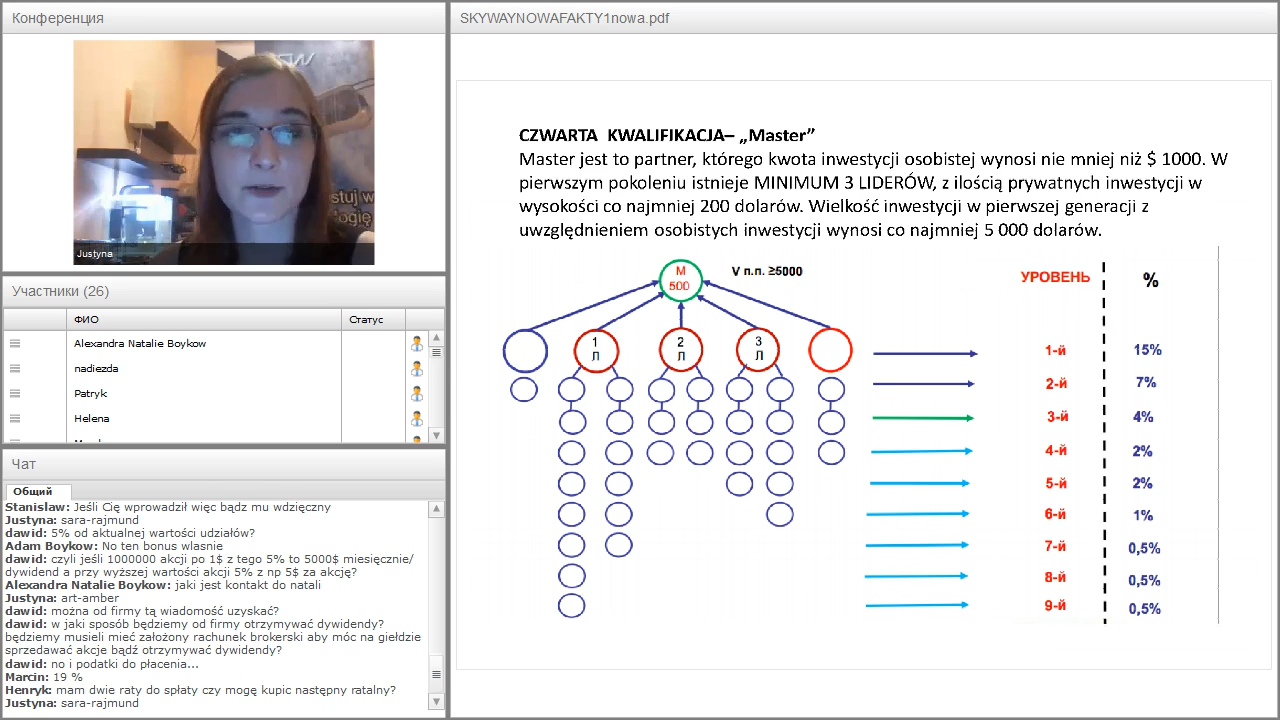 Конференция
stuj w
logię
Justyna
Участники (26)
ФИО
Статус
Alexandra Natalie Boykow
nadiezda
Patryk
Helena
Чат
Общий
Stanislaw: Jeśli Cię wprowadził więc bądz mu wdzięczny
Justyna: sara-rajmund
dawid: 5% od aktualnej wartości udziałów?
Adam Boykow: No ten bonus wlasnie
dawid: czyli jeśli 1000000 akcji po 1$ z tego 5% to 5000$ miesięcznie/
dywidend a przy wyższej wartości akcji 5% z np 5$ za akcję?
Alexandra Natalie Boykow: jaki jest kontakt do natali
Justyna: art-amber
dawid: można od firmy tą wiadomość uzyskać?
dawid: w jaki sposób będziemy od firmy otrzymywać dywidendy?
będziemy musieli mieć założony rachunek brokerski aby móc na giełdzie
sprzedawać akcje bądź otrzymywać dywidendy?
dawid: no i podatki do płacenia...
Marcin: 19 %
Henryk: mam dwie raty do spłaty czy mogę kupic następny ratalny?
Justyna: sara-rajmund
SKYWAYNOWAFAKTY1nowa.pdf
CZWARTA KWALIFIKACJA– „Master”
Master jest to partner, którego kwota inwestycji osobistej wynosi nie mniej niż $ 1000. W
pierwszym pokoleniu istnieje MINIMUM 3 LIDERÓW, z ilością prywatnych inwestycji w
wysokości co najmniej 200 dolarów. Wielkość inwestycji w pierwszej generacji z
uwzględnieniem osobistych inwestycji wynosi co najmniej 5 000 dolarów.
М
500
V п.п. ≥5000
УРОВЕНЬ
%
1
Л
2
Л
3
Л
1-й 15%
2-й 7%
3-й 4%
4-й 2%
5-й 2%
6-й 1%
7-й 0,5%
8-й 0,5%
9-й 0,5%